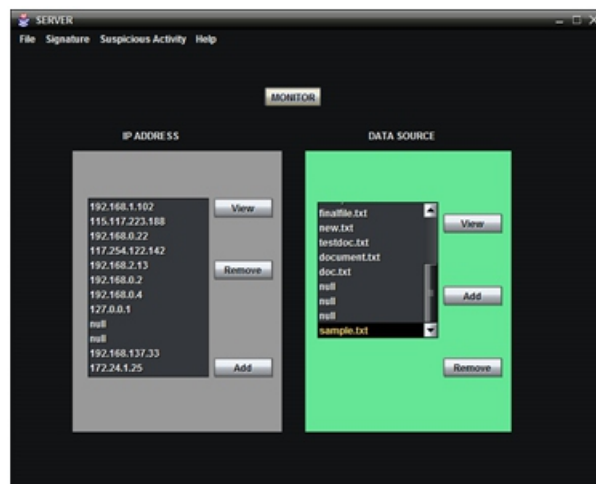 SERVER
File Signature Suspicious Activity Help
MONITOR
IP ADDRESS
192.168.1.102
115.117.223.188
192.168.0.22
117.254.122.142
192.168.2.13
192.168.0.2
192.168.0.4
127.0.0.1
null
null
192.168.137.33
172.24.1.25
View
Remove
Add
DATA SOURCE
finalfile.txt
new.txt
testdoc.txt
document.txt
doc.txt
null
null
null
sample.txt
View
Add
Remove